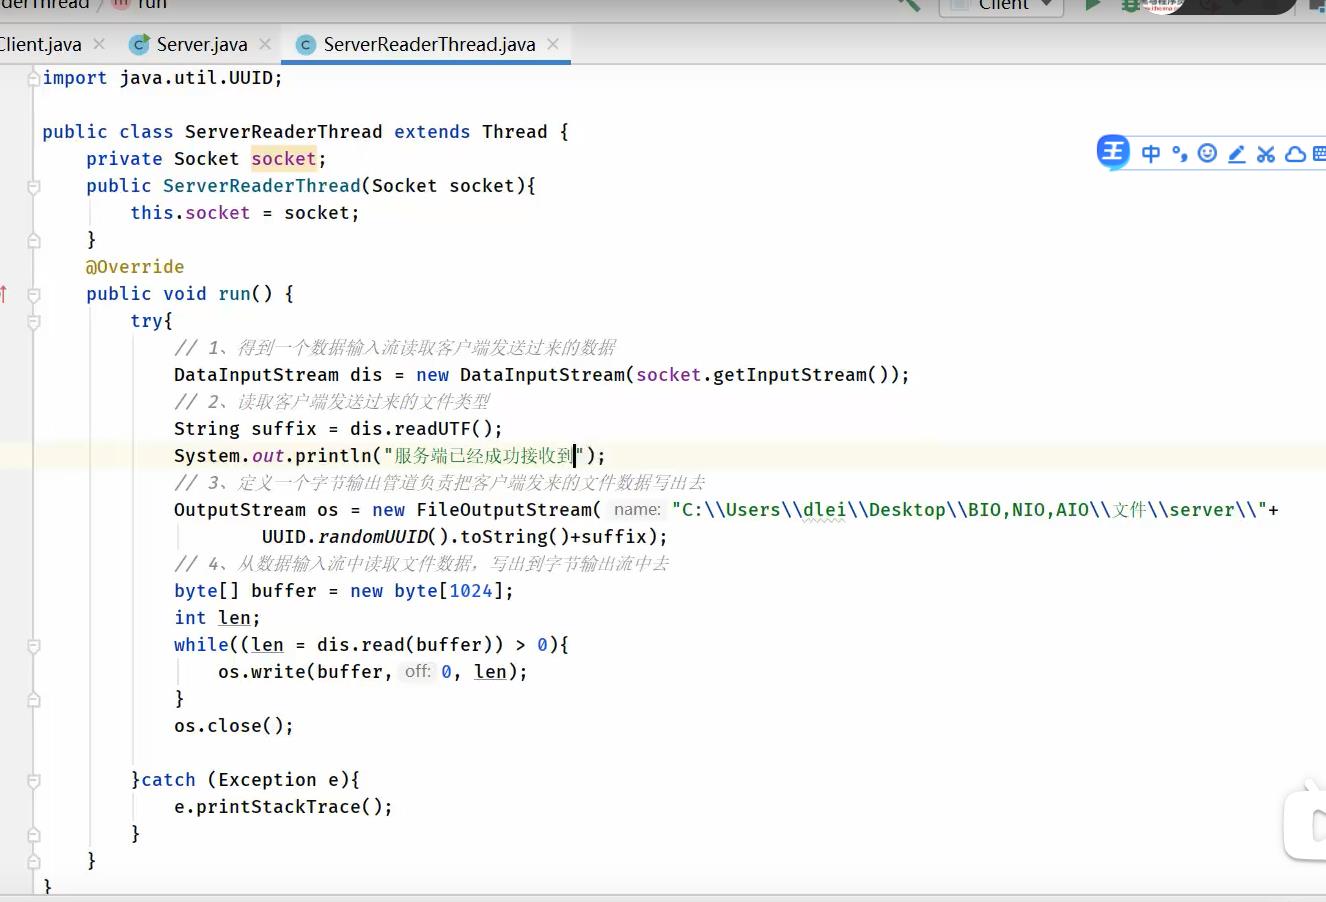 derThread
run
Client
Client.java
Server.java
ServerReaderThread.java
import java.util.UUID;
public class ServerReaderThread extends Thread {
private Socket socket;
public ServerReaderThread(Socket socket){
this.socket = socket;
}
@Override
public void run() {
try{
// 1、得到一个数据输入流读取客户端发送过来的数据
DataInputStream dis = new DataInputStream(socket.getInputStream());
// 2、读取客户端发送过来的文件类型
String suffix = dis.readUTF();
System.out.println("服务端已经成功接收到");
// 3、定义一个字节输出管道负责把客户端发来的文件数据写出去
OutputStream os = new FileOutputStream( name: "C:\\Users\\dlei\\Desktop\\BIO,NIO,AIO\\文件\\server\\"+
UUID.randomUUID().toString()+suffix);
// 4、从数据输入流中读取文件数据，写出到字节输出流中去
byte[] buffer = new byte[1024];
int len;
while((len = dis.read(buffer)) > 0){
os.write(buffer, off: 0, len);
}
os.close();
}catch (Exception e){
e.printStackTrace();
}
}
}
王 中